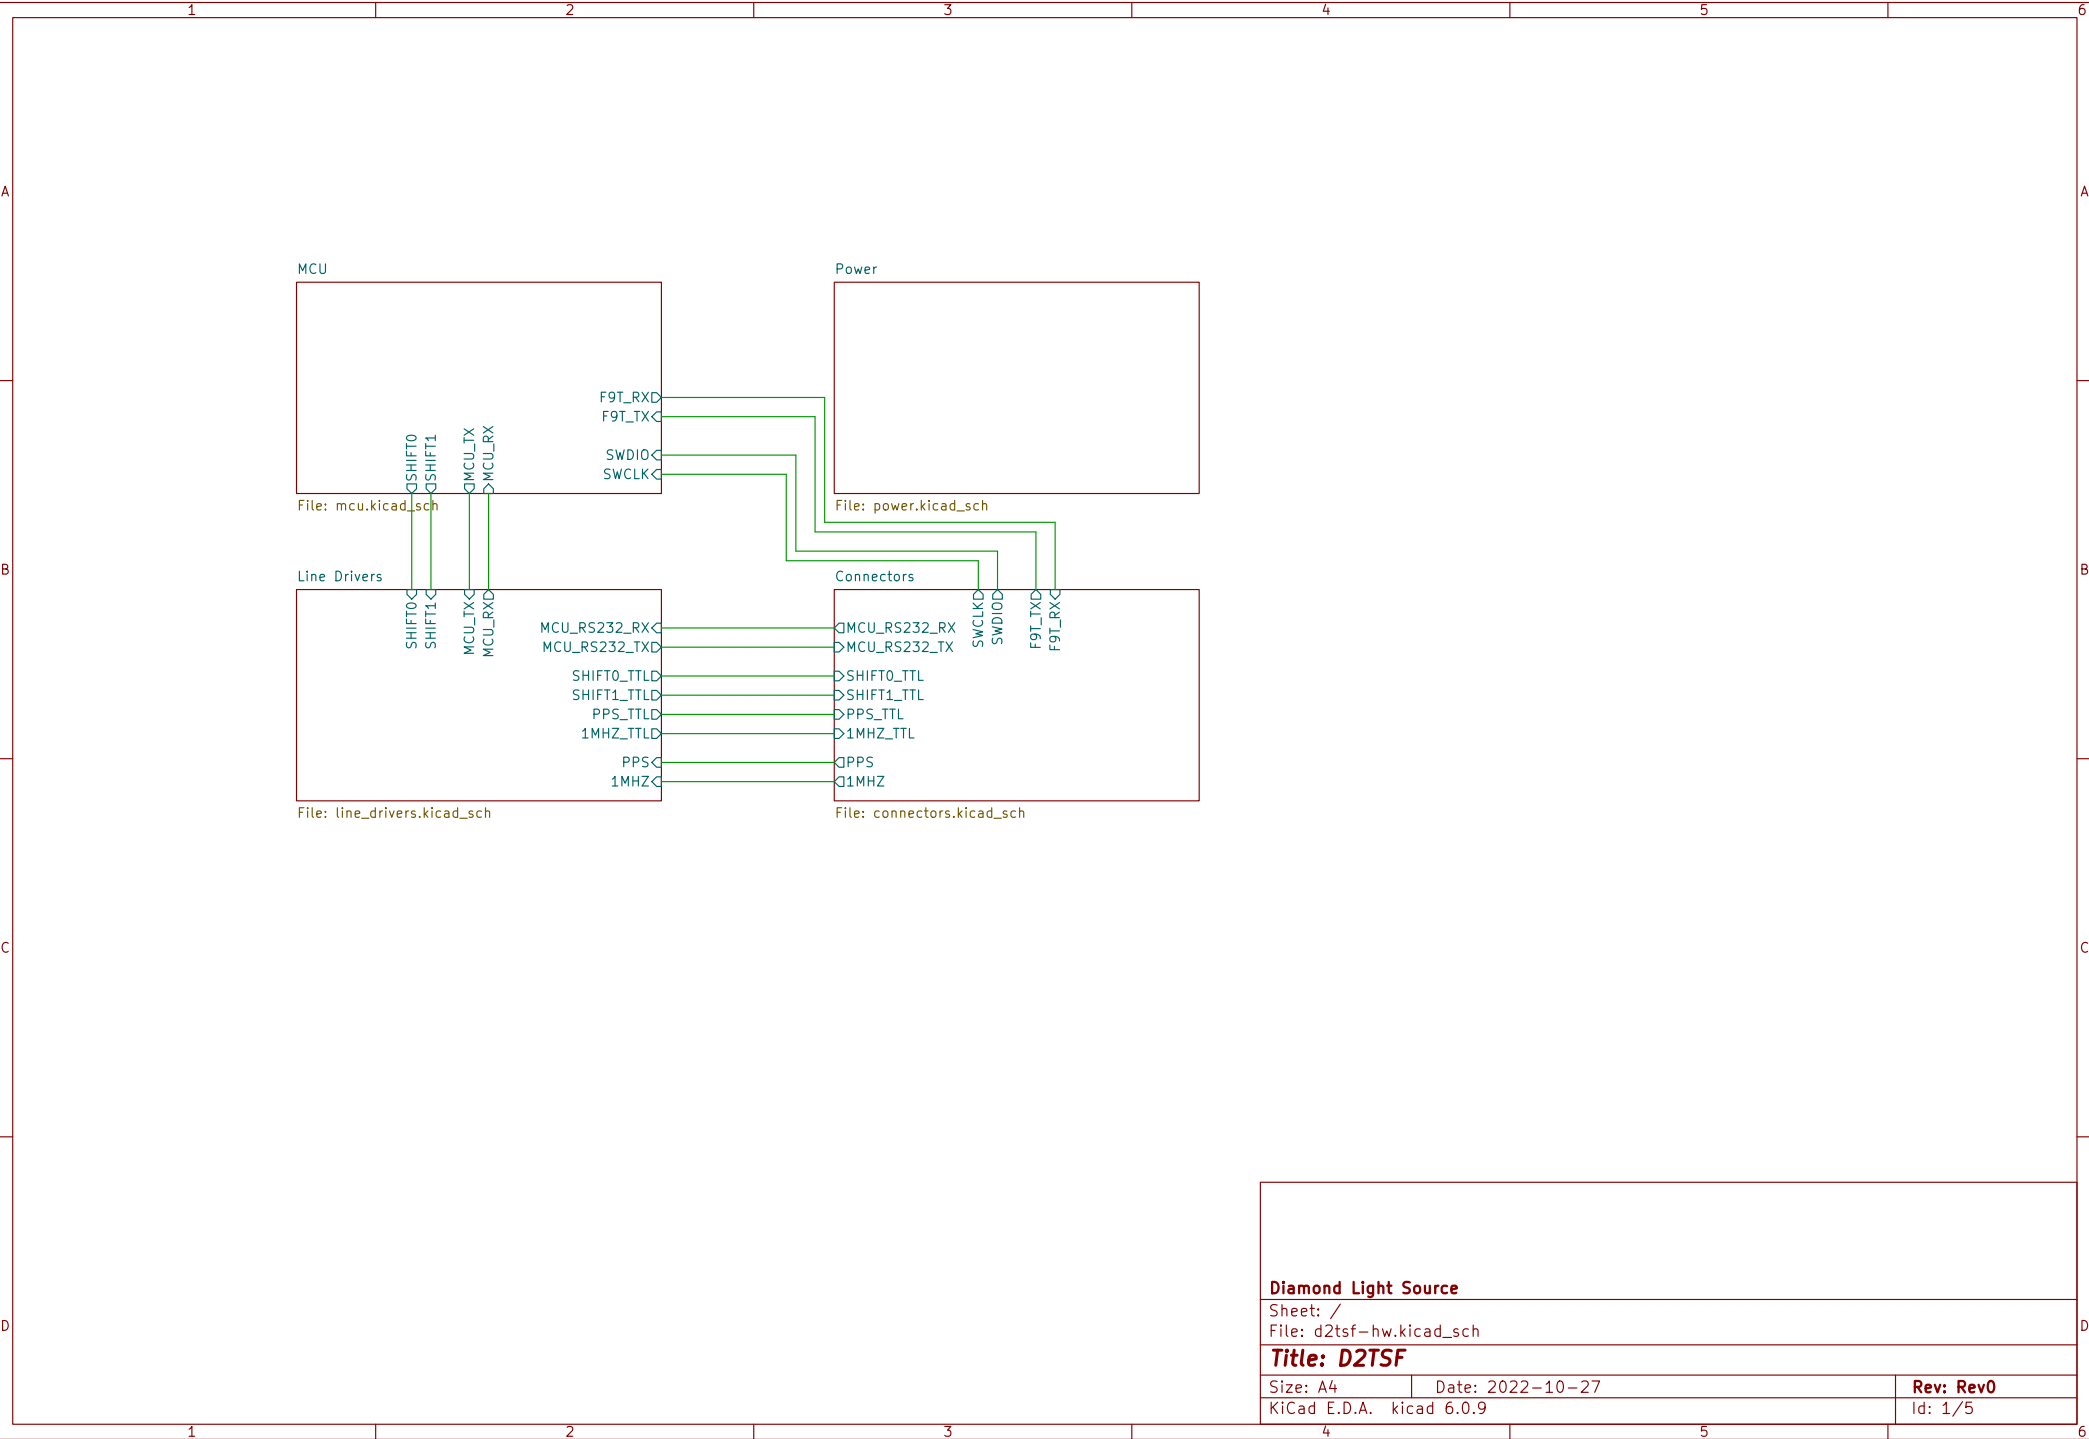 1 2 3 4 5 6
A A
MCU
Power
F9T_RX
F9T_TX
SWDIO
SWCLK
SHIFT0
SHIFT1
MCU_TX
MCU_RX
File: mcu.kicad_sch
File: power.kicad_sch
B B
Line Drivers
Connectors
SHIFT0
SHIFT1
MCU_TX
MCU_RX
SWCLK
SWDIO
F9T_TX
F9T_RX
MCU_RS232_RX MCU_RS232_RX
MCU_RS232_TX MCU_RS232_TX
SHIFT0_TTL SHIFT0_TTL
SHIFT1_TTL SHIFT1_TTL
PPS_TTL PPS_TTL
1MHZ_TTL 1MHZ_TTL
PPS PPS
1MHZ 1MHZ
File: line_drivers.kicad_sch
File: connectors.kicad_sch
C C
Diamond Light Source
Sheet: /
File: d2tsf-hw.kicad_sch
D D
Title: D2TSF
Size: A4 Date: 2022-10-27 Rev: Rev0
KiCad E.D.A. kicad 6.0.9 Id: 1/5
1 2 3 4 5 6